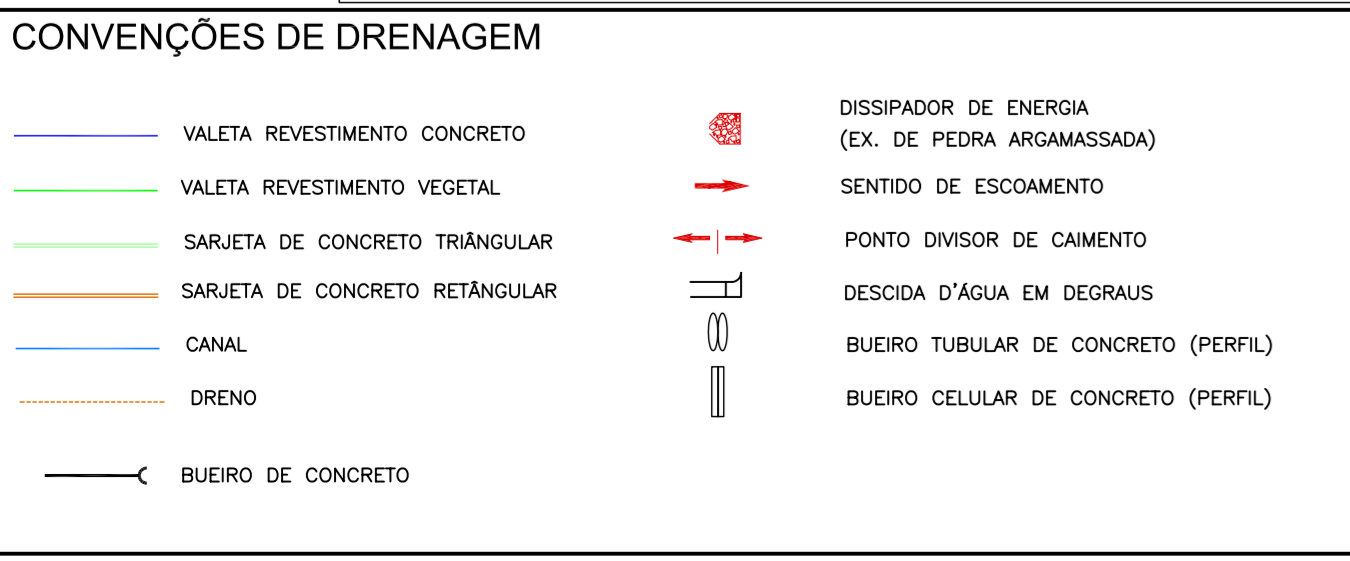 CONVENÇÕES DE DRENAGEM
VALETA REVESTIMENTO CONCRETO
VALETA REVESTIMENTO VEGETAL
SARJETA DE CONCRETO TRIÂNGULAR
SARJETA DE CONCRETO RETÂNGULAR
CANAL
DRENO
BUEIRO DE CONCRETO
DISSIPADOR DE ENERGIA
(EX. DE PEDRA ARGAMASSADA)
SENTIDO DE ESCOAMENTO
PONTO DIVISOR DE CAIMENTO
DESCIDA D'ÁGUA EM DEGRAUS
BUEIRO TUBULAR DE CONCRETO (PERFIL)
BUEIRO CELULAR DE CONCRETO (PERFIL)